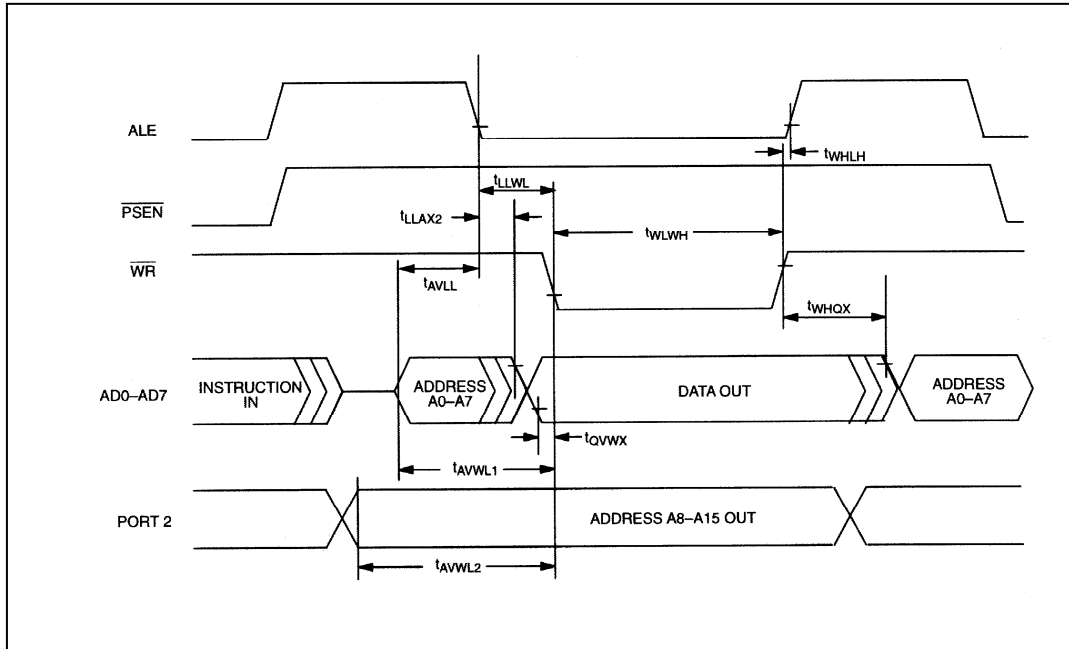 ALE
tWHLH
tLLWL
PSEN
tLLAX2
tWLWH
WR
tAVLL
tWHQX
INSTRUCTION
IN
ADDRESS
A0–A7
DATA OUT
ADDRESS
A0–A7
AD0–AD7
tQVWX
tAVWL1
PORT 2
ADDRESS A8–A15 OUT
tAVWL2